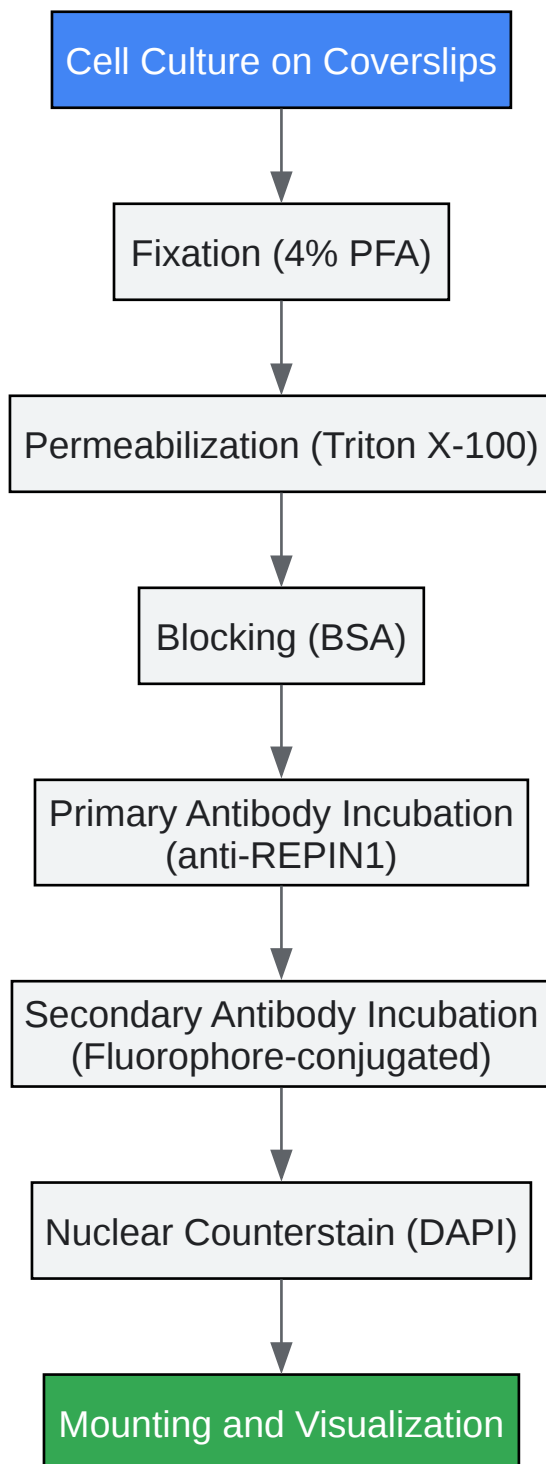 Cell Culture on Coverslips
Fixation (4% PFA)
Permeabilization (Triton X-100)
Blocking (BSA)
Primary Antibody Incubation
(anti-REPIN1)
Secondary Antibody Incubation
(Fluorophore-conjugated)
Nuclear Counterstain (DAPI)
Mounting and Visualization